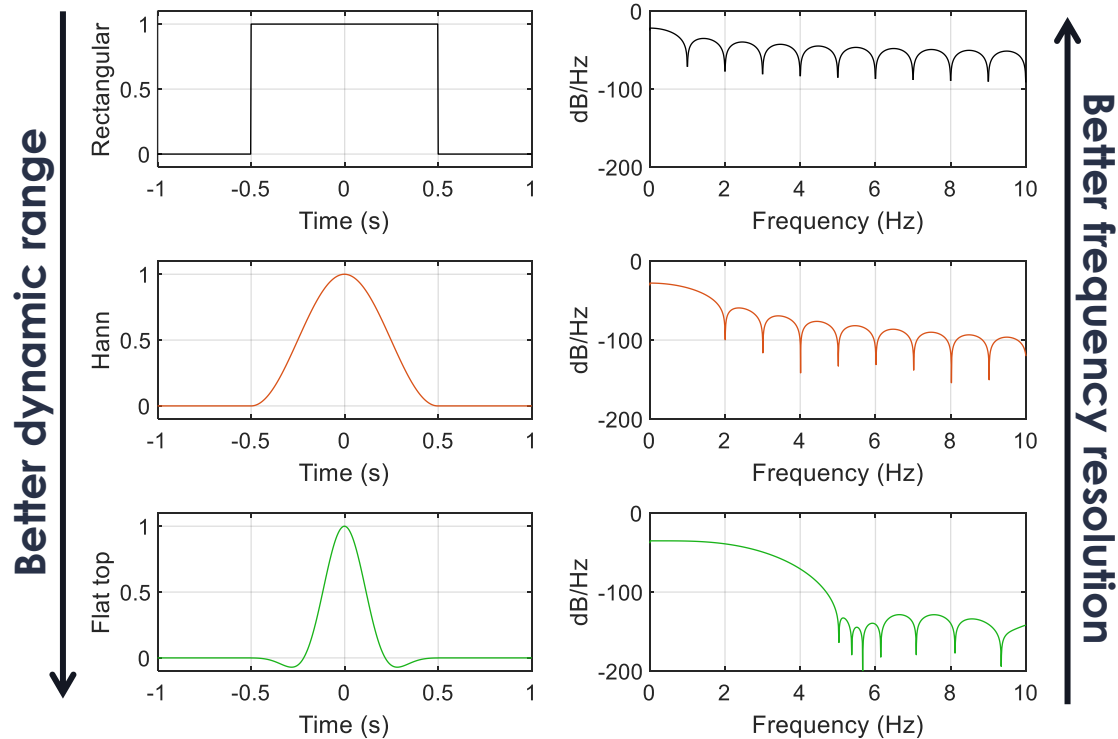 Better dynamic range
Rectangular
1
0.5
0
-1 -0.5 0 0.5 1
Time (s)
dB/Hz
0
-100
-200
0 2 4 6 8 10
Frequency (Hz)
Hann
1
0.5
0
-1 -0.5 0 0.5 1
Time (s)
dB/Hz
0
-100
-200
0 2 4 6 8 10
Frequency (Hz)
Flat top
1
0.5
0
-1 -0.5 0 0.5 1
Time (s)
dB/Hz
0
-100
-200
0 2 4 6 8 10
Frequency (Hz)
Better frequency resolution